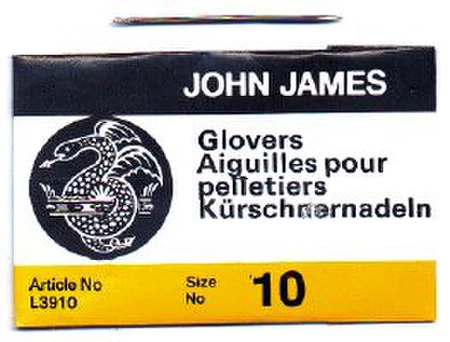 JOHN JAMES
Glovers
Aiguilles pour
pelletiers
Kürschnernadeln
Article No
L3910
Size
No
10